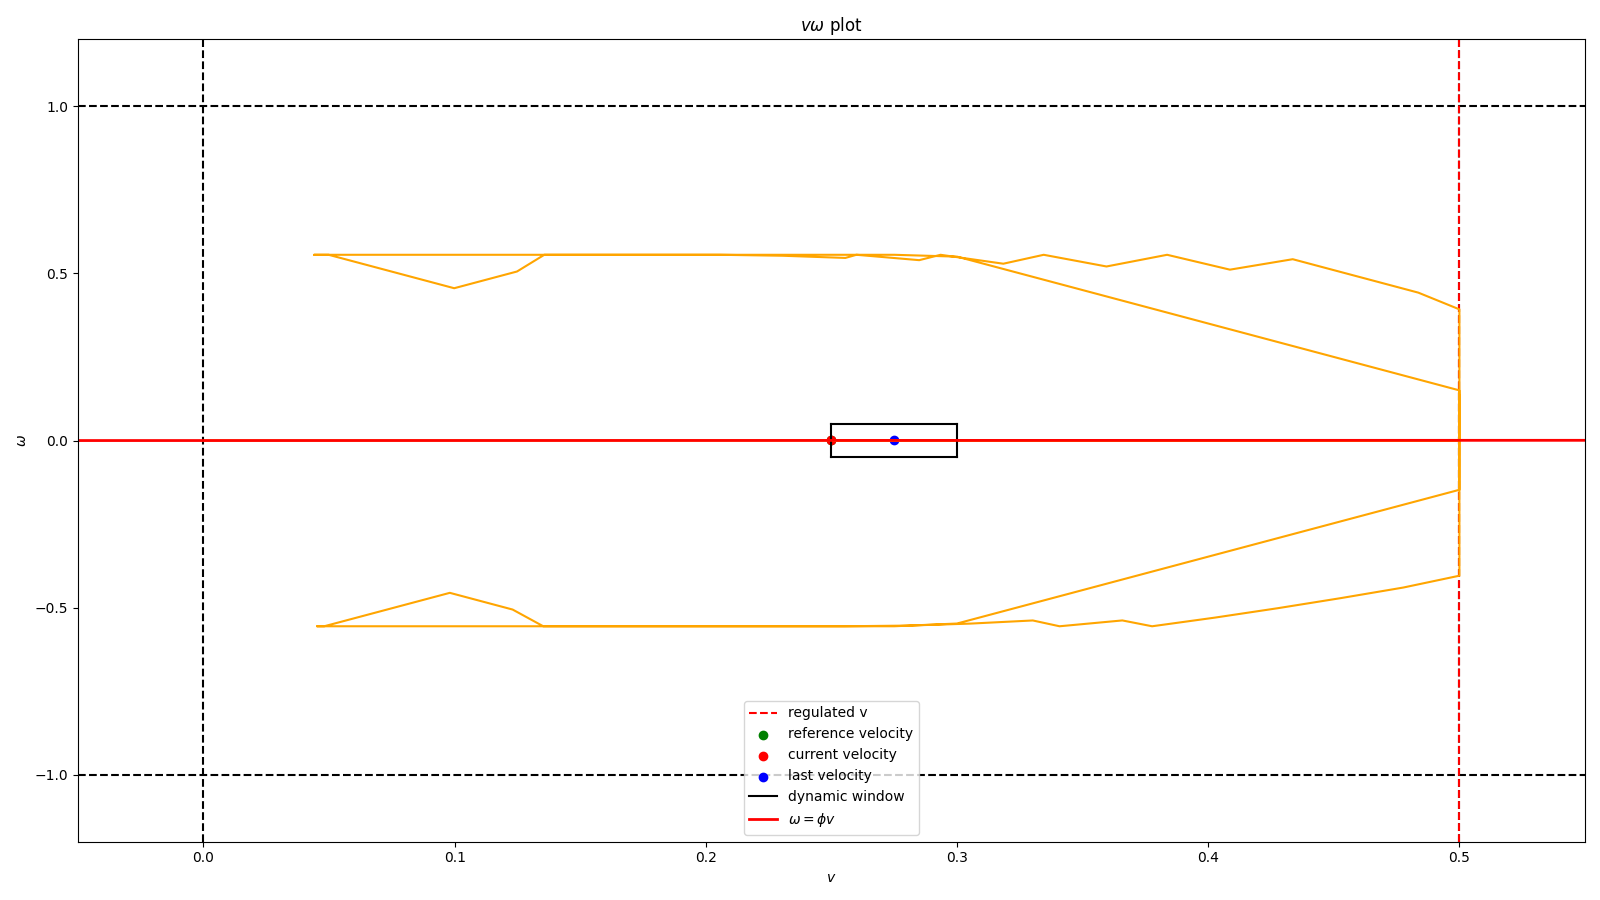 vω plot
1.0
0.5
0.0
−0.5
−1.0
ω
regulated v
reference velocity
current velocity
last velocity
dynamic window
ω = ϕv
0.0 0.1 0.2 0.3 0.4 0.5
v